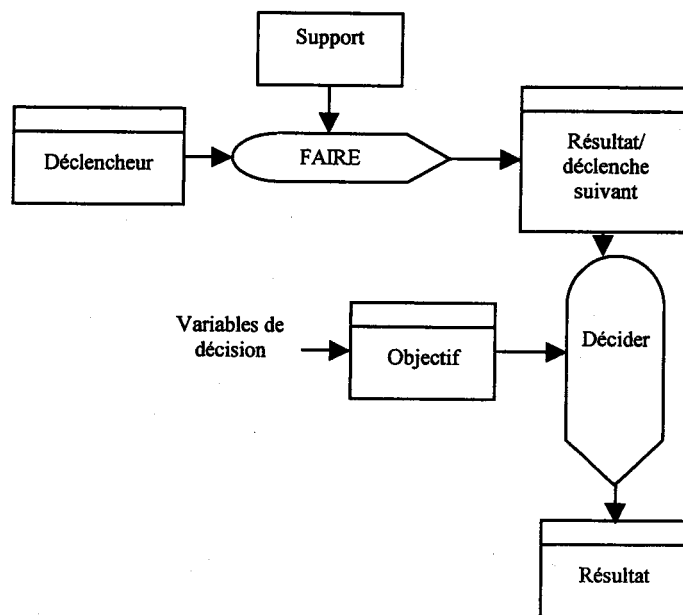 Support
Déclencheur
FAIRE
Résultat/
déclenche
suivant
Variables de
décision
Objectif
Décider
Résultat